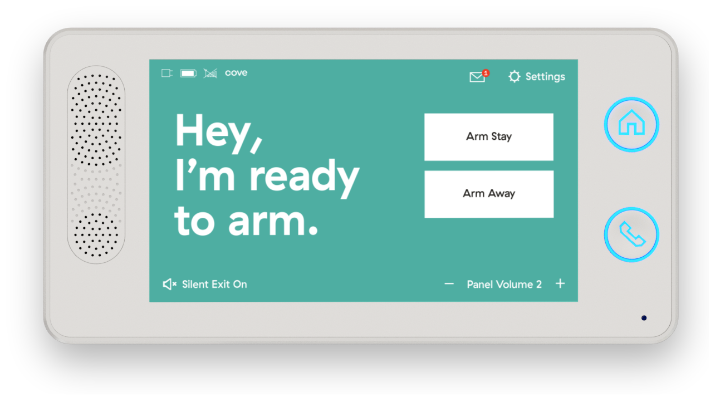 cove
1
Settings
Hey,
I'm ready
to arm.
Arm Stay
Arm Away
Silent Exit On
— Panel Volume 2 +